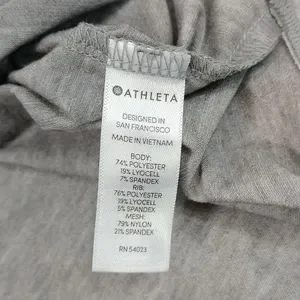 ATHLETA
DESIGNED IN
SAN FRANCISCO
MADE IN VIETNAM
BODY:
74% POLYESTER
19% LYOCELL
7% SPANDEX
RIB:
76% POLYESTER
19% LYOCELL
5% SPANDEX
MESH:
79% NYLON
21% SPANDEX
RN 54023